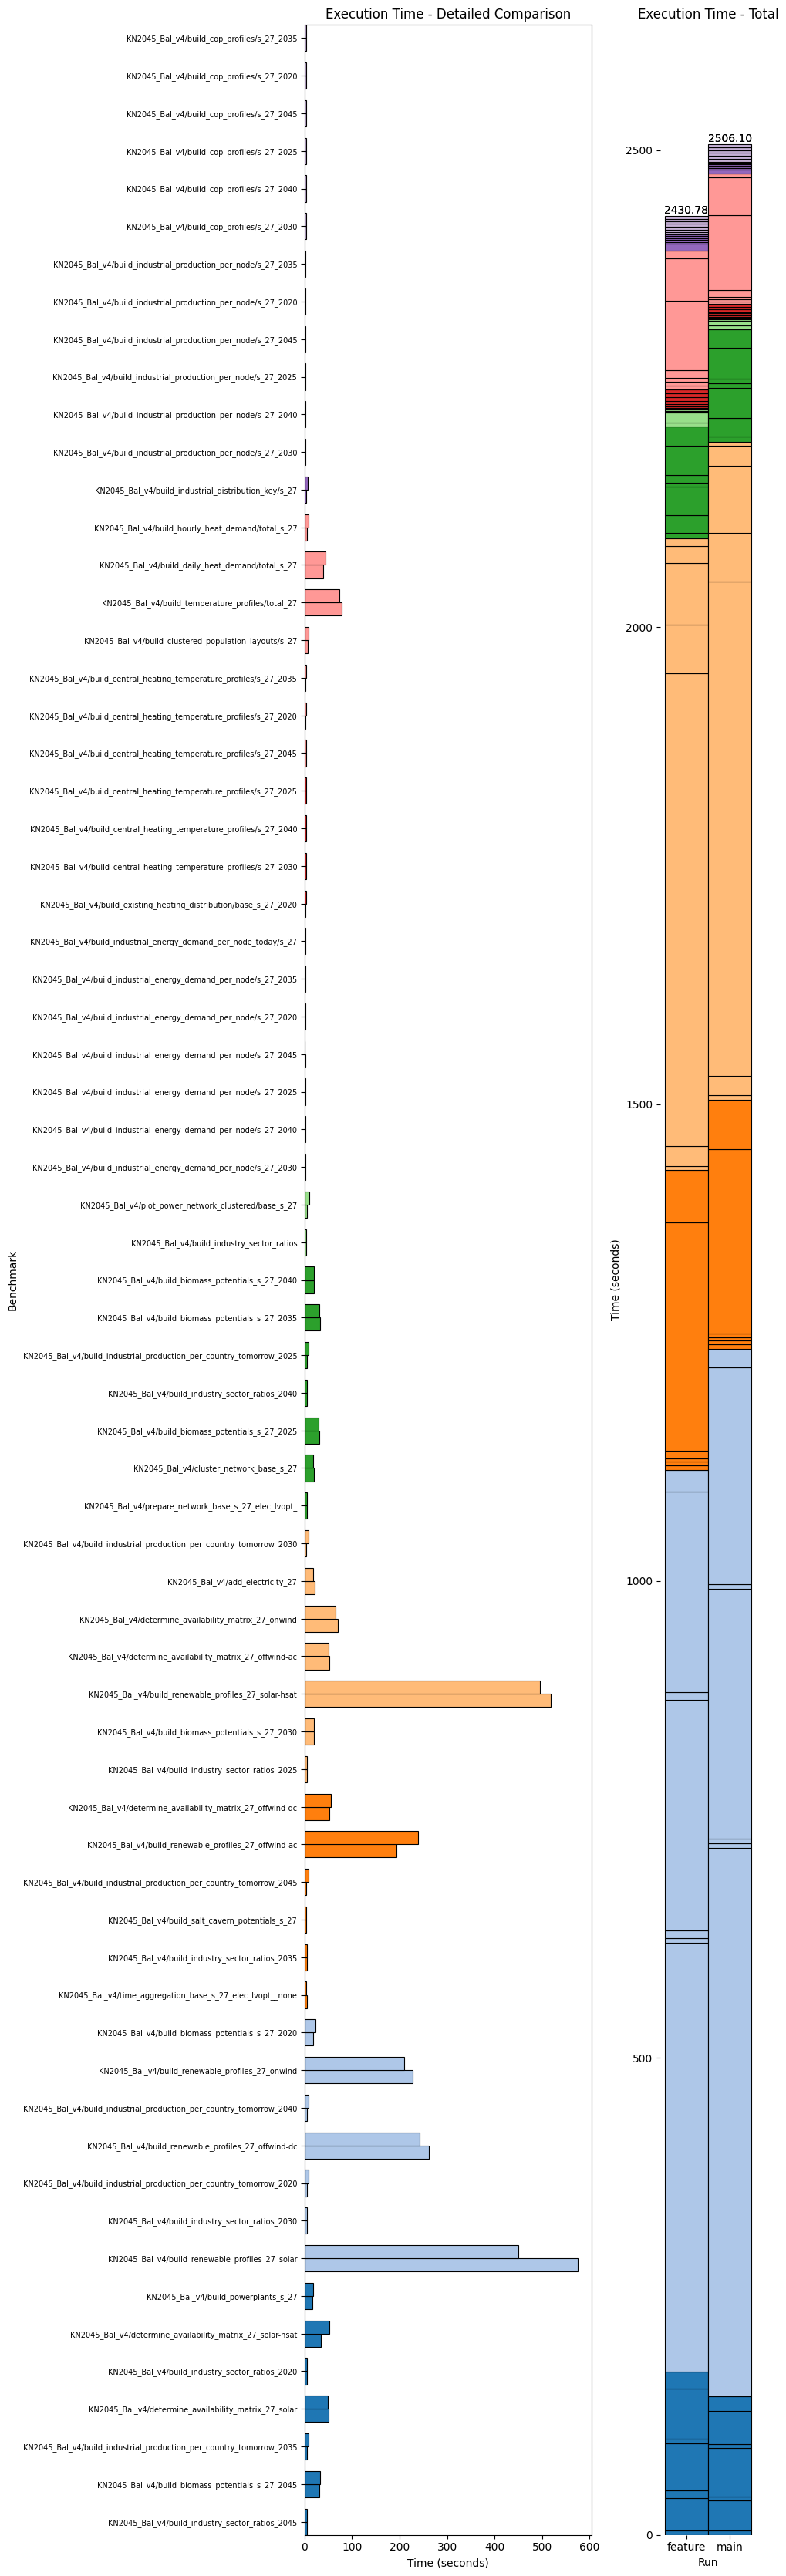 Execution Time - Detailed Comparison
Execution Time - Total
KN2045_Bal_v4/build_cop_profiles/s_27_2035
KN2045_Bal_v4/build_cop_profiles/s_27_2020
KN2045_Bal_v4/build_cop_profiles/s_27_2045
KN2045_Bal_v4/build_cop_profiles/s_27_2025
KN2045_Bal_v4/build_cop_profiles/s_27_2040
KN2045_Bal_v4/build_cop_profiles/s_27_2030
KN2045_Bal_v4/build_industrial_production_per_node/s_27_2035
KN2045_Bal_v4/build_industrial_production_per_node/s_27_2020
KN2045_Bal_v4/build_industrial_production_per_node/s_27_2045
KN2045_Bal_v4/build_industrial_production_per_node/s_27_2025
KN2045_Bal_v4/build_industrial_production_per_node/s_27_2040
KN2045_Bal_v4/build_industrial_production_per_node/s_27_2030
KN2045_Bal_v4/build_industrial_distribution_key/s_27
KN2045_Bal_v4/build_hourly_heat_demand/total_s_27
KN2045_Bal_v4/build_daily_heat_demand/total_s_27
KN2045_Bal_v4/build_temperature_profiles/total_27
KN2045_Bal_v4/build_clustered_population_layouts/s_27
KN2045_Bal_v4/build_central_heating_temperature_profiles/s_27_2035
KN2045_Bal_v4/build_central_heating_temperature_profiles/s_27_2020
KN2045_Bal_v4/build_central_heating_temperature_profiles/s_27_2045
KN2045_Bal_v4/build_central_heating_temperature_profiles/s_27_2025
KN2045_Bal_v4/build_central_heating_temperature_profiles/s_27_2040
KN2045_Bal_v4/build_central_heating_temperature_profiles/s_27_2030
KN2045_Bal_v4/build_existing_heating_distribution/base_s_27_2020
KN2045_Bal_v4/build_industrial_energy_demand_per_node_today/s_27
KN2045_Bal_v4/build_industrial_energy_demand_per_node/s_27_2035
KN2045_Bal_v4/build_industrial_energy_demand_per_node/s_27_2020
KN2045_Bal_v4/build_industrial_energy_demand_per_node/s_27_2045
KN2045_Bal_v4/build_industrial_energy_demand_per_node/s_27_2025
KN2045_Bal_v4/build_industrial_energy_demand_per_node/s_27_2040
KN2045_Bal_v4/build_industrial_energy_demand_per_node/s_27_2030
KN2045_Bal_v4/plot_power_network_clustered/base_s_27
KN2045_Bal_v4/build_industry_sector_ratios
KN2045_Bal_v4/build_biomass_potentials_s_27_2040
KN2045_Bal_v4/build_biomass_potentials_s_27_2035
KN2045_Bal_v4/build_industrial_production_per_country_tomorrow_2025
KN2045_Bal_v4/build_industry_sector_ratios_2040
KN2045_Bal_v4/build_biomass_potentials_s_27_2025
KN2045_Bal_v4/cluster_network_base_s_27
KN2045_Bal_v4/prepare_network_base_s_27_elec_lvopt_
KN2045_Bal_v4/build_industrial_production_per_country_tomorrow_2030
KN2045_Bal_v4/add_electricity_27
KN2045_Bal_v4/determine_availability_matrix_27_onwind
KN2045_Bal_v4/determine_availability_matrix_27_offwind-ac
KN2045_Bal_v4/build_renewable_profiles_27_solar-hsat
KN2045_Bal_v4/build_biomass_potentials_s_27_2030
KN2045_Bal_v4/build_industry_sector_ratios_2025
KN2045_Bal_v4/determine_availability_matrix_27_offwind-dc
KN2045_Bal_v4/build_renewable_profiles_27_offwind-ac
KN2045_Bal_v4/build_industrial_production_per_country_tomorrow_2045
KN2045_Bal_v4/build_salt_cavern_potentials_s_27
KN2045_Bal_v4/build_industry_sector_ratios_2035
KN2045_Bal_v4/time_aggregation_base_s_27_elec_lvopt__none
KN2045_Bal_v4/build_biomass_potentials_s_27_2020
KN2045_Bal_v4/build_renewable_profiles_27_onwind
KN2045_Bal_v4/build_industrial_production_per_country_tomorrow_2040
KN2045_Bal_v4/build_renewable_profiles_27_offwind-dc
KN2045_Bal_v4/build_industrial_production_per_country_tomorrow_2020
KN2045_Bal_v4/build_industry_sector_ratios_2030
KN2045_Bal_v4/build_renewable_profiles_27_solar
KN2045_Bal_v4/build_powerplants_s_27
KN2045_Bal_v4/determine_availability_matrix_27_solar-hsat
KN2045_Bal_v4/build_industry_sector_ratios_2020
KN2045_Bal_v4/determine_availability_matrix_27_solar
KN2045_Bal_v4/build_industrial_production_per_country_tomorrow_2035
KN2045_Bal_v4/build_biomass_potentials_s_27_2045
KN2045_Bal_v4/build_industry_sector_ratios_2045
Benchmark
0 100 200 300 400 500 600
Time (seconds)
2506.10
2430.78
2500
2000
1500
1000
500
0
Time (seconds)
feature main
Run